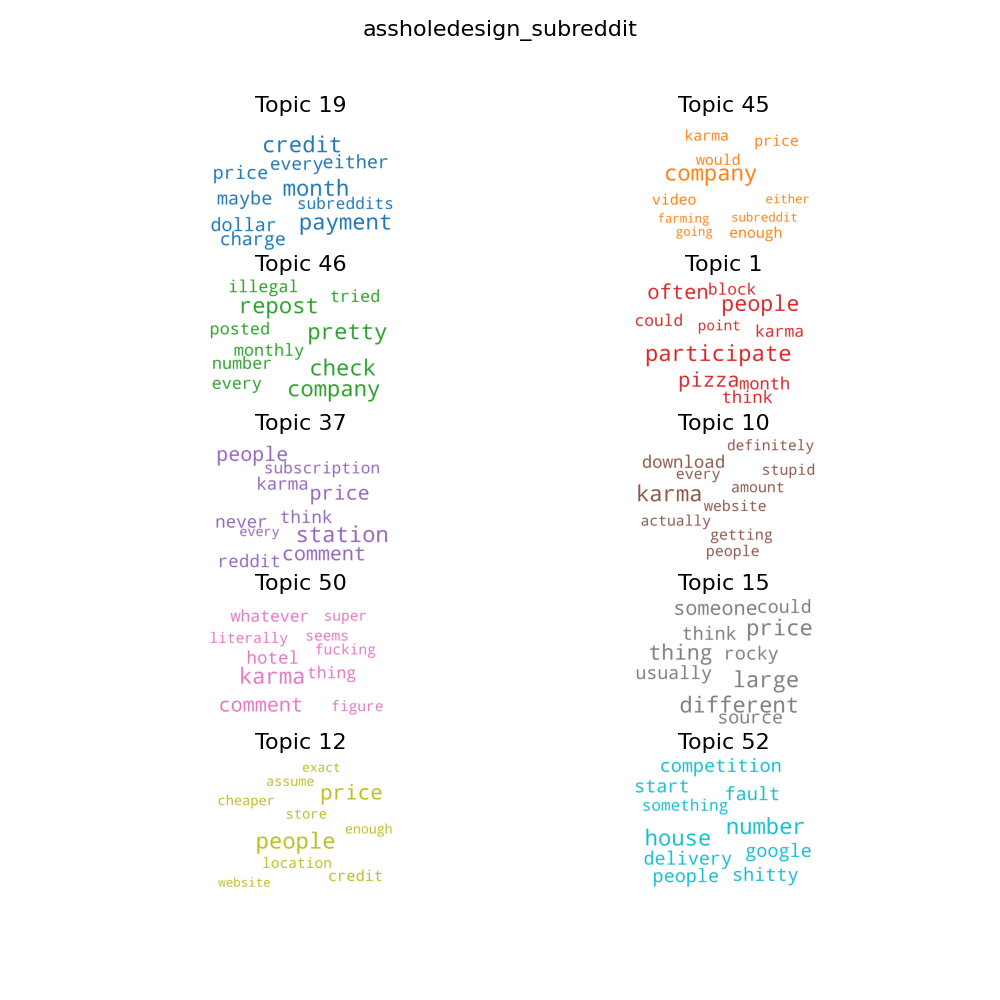 assholedesign_subreddit
Topic 19
credit
every either
price
month
maybe
subreddits
dollar payment
charge
Topic 45
karma
price
would
company
video either
farming subreddit
going enough
Topic 46
illegal
tried
repost
posted pretty
monthly
number check
every company
Topic 1
often block
people
could point karma
participate
pizza month
think
Topic 37
people
subscription
karma price
never think
every station
comment
reddit
Topic 10
definitely
download
every stupid
karma amount
website
actually
getting
people
Topic 50
whatever super
literally seems
fucking
hotel
karma thing
comment figure
Topic 15
someone could
think price
thing rocky
usually
large
different
source
Topic 12
exact
assume
cheaper price
store
enough
people
location
credit
website
Topic 52
competition
start fault
something
house number
delivery google
people shitty